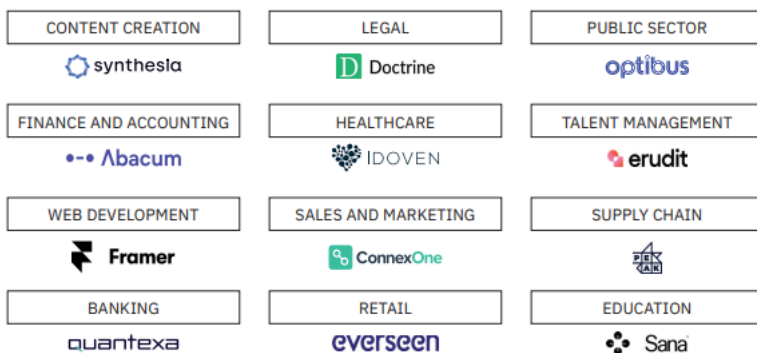 CONTENT CREATION
LEGAL
PUBLIC SECTOR
synthesia
Doctrine
optibus
FINANCE AND ACCOUNTING
HEALTHCARE
TALENT MANAGEMENT
Abacum
IDOVEN
erudit
WEB DEVELOPMENT
SALES AND MARKETING
SUPPLY CHAIN
Framer
ConnexOne
PEAK
BANKING
RETAIL
EDUCATION
quantexa
everseen
Sana